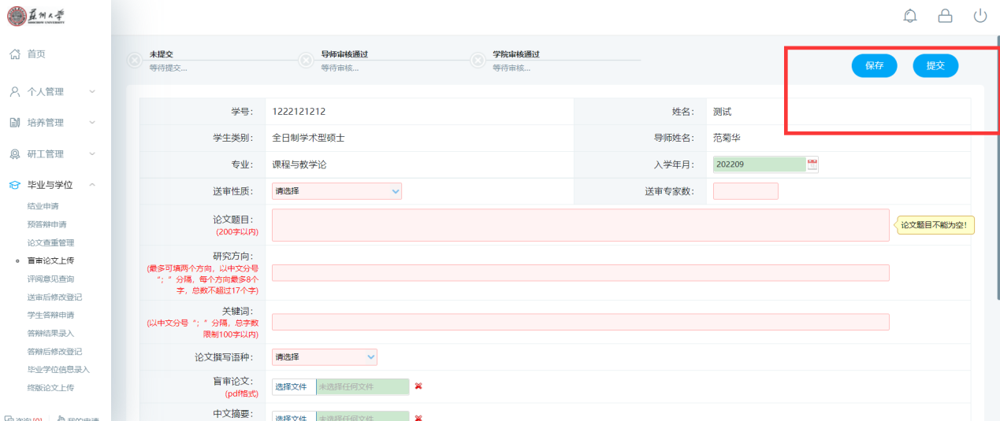 蘇州大學
SOOCHOW UNIVERSITY
首页
个人管理
培养管理
研工管理
毕业与学位
结业申请
预答辩申请
论文查重管理
盲审论文上传
评阅意见查询
送审后修改登记
学生答辩申请
答辩结果录入
答辩后修改登记
毕业学位信息录入
终版论文上传
咨询[0] 我的申请
未提交
等待提交...
导师审核通过
等待审核...
学院审核通过
等待审核...
保存 提交
学号： 1222121212 姓名： 测试
学生类别： 全日制学术型硕士 导师姓名： 范菊华
专业： 课程与教学论 入学年月： 202209
送审性质： 请选择 送审专家数：
论文题目：
(200字以内)
论文题目不能为空！
研究方向：
(最多可填两个方向，以中文分号
“；”分隔，每个方向最多8个
字，总数不超过17个字)
关键词：
(以中文分号“；”分隔，总字数
限制100字以内)
论文撰写语种： 请选择
盲审论文：
(pdf格式)
选择文件 未选择任何文件
中文摘要：
选择文件 未选择任何文件